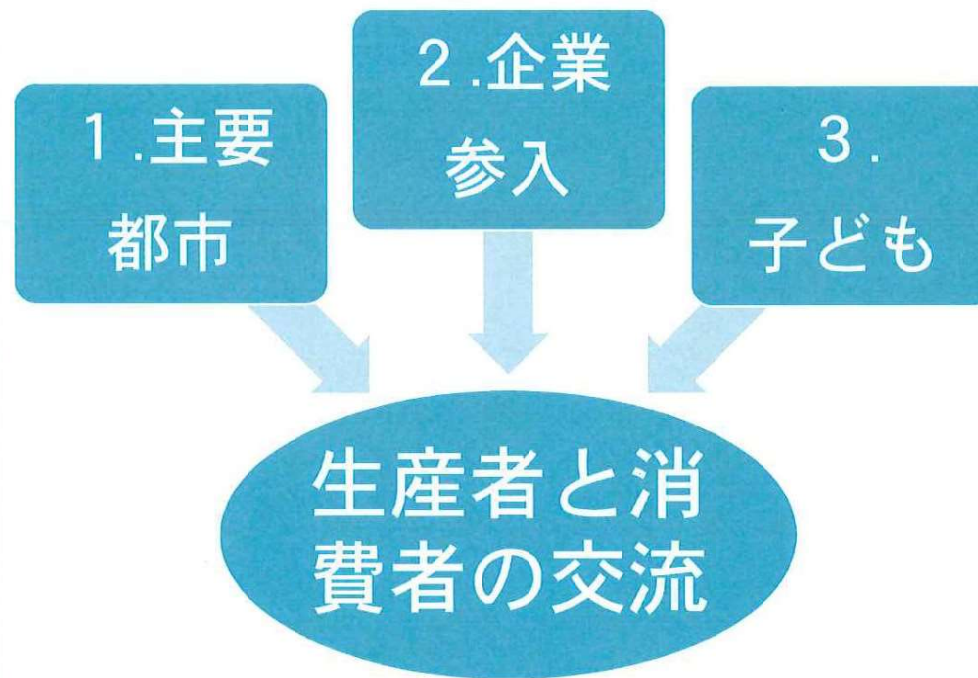 1.主要
都市
2.企業
参入
3.
子ども
生産者と消
費者の交流